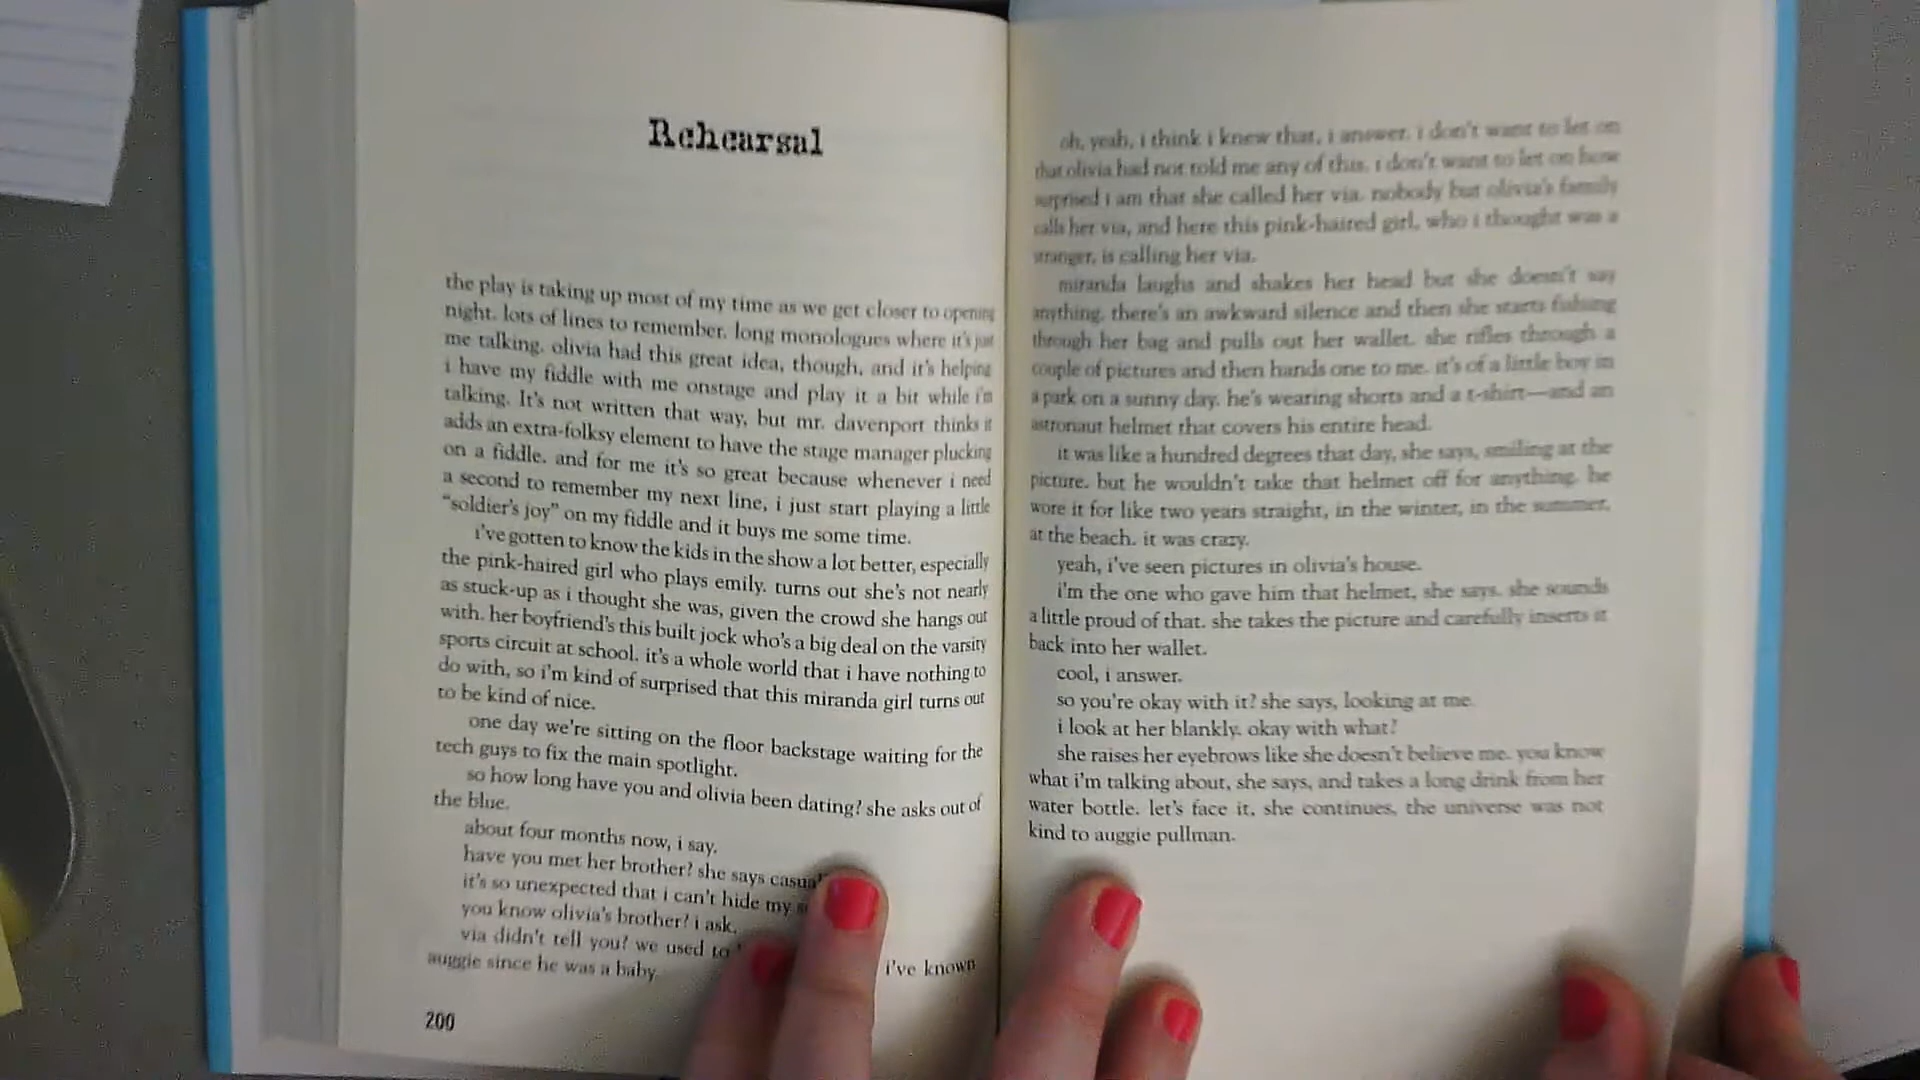 Rehearsal
the play is taking up most of my time as we get closer to opening
night. lots of lines to remember. long monologues where it's just
me talking. olivia had this great idea, though, and it's helping
i have my fiddle with me onstage and play it a bit while i'm
talking. It's not written that way, but mr. davenport thinks it
adds an extra-folksy element to have the stage manager plucking
on a fiddle. and for me it's so great because whenever i need
a second to remember my next line, i just start playing a little
"soldier's joy" on my fiddle and it buys me some time.
i've gotten to know the kids in the show a lot better, especially
the pink-haired girl who plays emily. turns out she's not nearly
as stuck-up as i thought she was, given the crowd she hangs out
with. her boyfriend's this built jock who's a big deal on the varsity
sports circuit at school. it's a whole world that i have nothing to
do with, so i'm kind of surprised that this miranda girl turns out
to be kind of nice.
one day we're sitting on the floor backstage waiting for the
tech guys to fix the main spotlight.
so how long have you and olivia been dating? she asks out of
the blue.
about four months now, i say.
have you met her brother? she says
it's so unexpected that i can't hide my
you know olivia's brother? i ask.
via didn't tell you? we used to
i've known
auggie since he was a baby.
200
oh, yeah, i think i knew that, i answer. i don't want to let on
that olivia had not told me any of this. i don't want to let on how
surprised i am that she called her via. nobody but olivia's family
calls her via, and here this pink-haired girl, who i thought was a
stranger, is calling her via.
miranda laughs and shakes her head but she doesn't say
anything. there's an awkward silence and then she starts fishing
through her bag and pulls out her wallet. she rifles through a
couple of pictures and then hands one to me. it's of a little boy in
a park on a sunny day. he's wearing shorts and a t-shirt—and an
astronaut helmet that covers his entire head.
it was like a hundred degrees that day, she says, smiling at the
picture. but he wouldn't take that helmet off for anything. he
wore it for like two years straight, in the winter, in the summer,
at the beach. it was crazy.
yeah, i've seen pictures in olivia's house.
i'm the one who gave him that helmet, she says. she sounds
a little proud of that. she takes the picture and carefully inserts it
back into her wallet.
cool, i answer.
so you're okay with it? she says, looking at me.
i look at her blankly. okay with what?
she raises her eyebrows like she doesn't believe me. you know
what i'm talking about, she says, and takes a long drink from her
water bottle. let's face it, she continues, the universe was not
kind to auggie pullman.